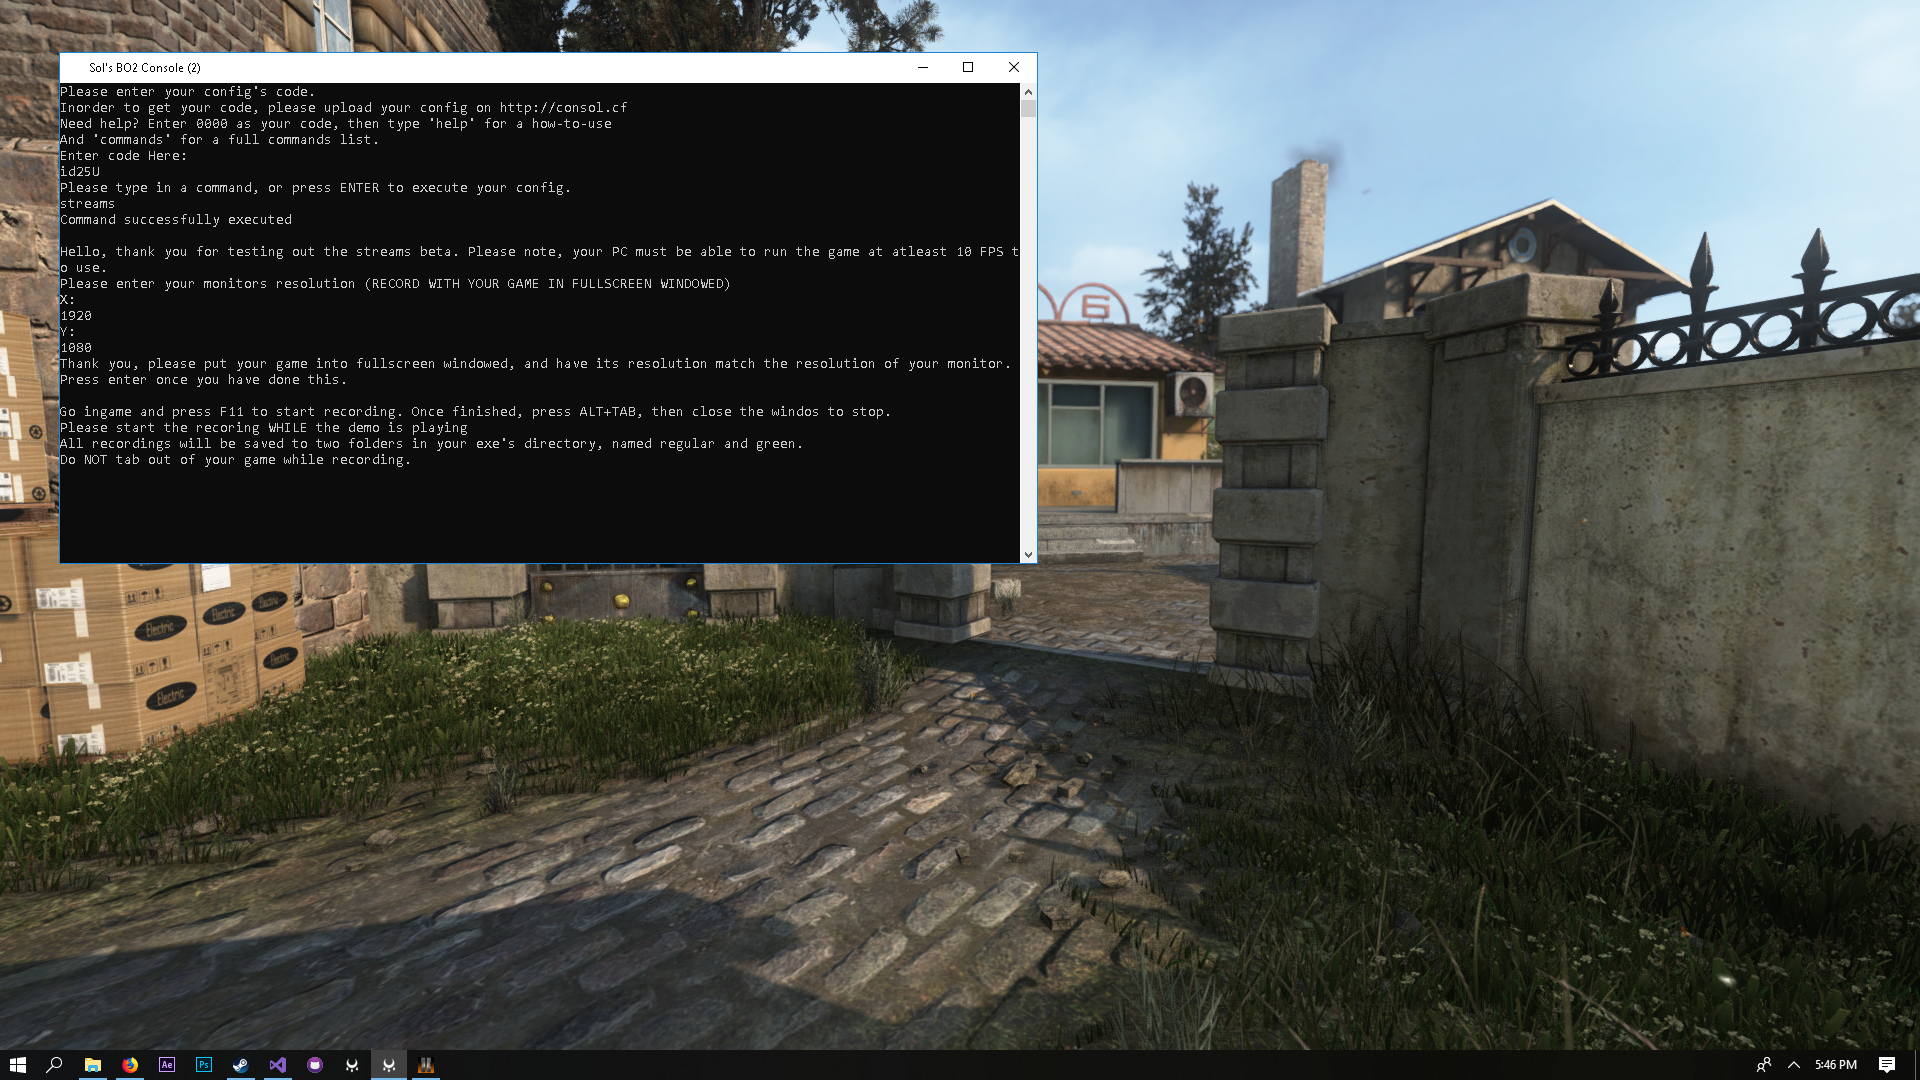 Sol's BO2 Console (2)
Please enter your config's code.
Inorder to get your code, please upload your config on http://consol.cf
Need help? Enter 0000 as your code, then type 'help' for a how-to-use
And 'commands' for a full commands list.
Enter code Here:
id25U
Please type in a command, or press ENTER to execute your config.
streams
Command successfully executed
Hello, thank you for testing out the streams beta. Please note, your PC must be able to run the game at atleast 10 FPS t
o use.
Please enter your monitors resolution (RECORD WITH YOUR GAME IN FULLSCREEN WINDOWED)
X:
1920
Y:
1080
Thank you, please put your game into fullscreen windowed, and have its resolution match the resolution of your monitor.
Press enter once you have done this.
Go ingame and press F11 to start recording. Once finished, press ALT+TAB, then close the windos to stop.
Please start the recoring WHILE the demo is playing
All recordings will be saved to two folders in your exe's directory, named regular and green.
Do NOT tab out of your game while recording.
Electric
Electric
Electric
Electric
Electric
Ae
Ps
5:46 PM